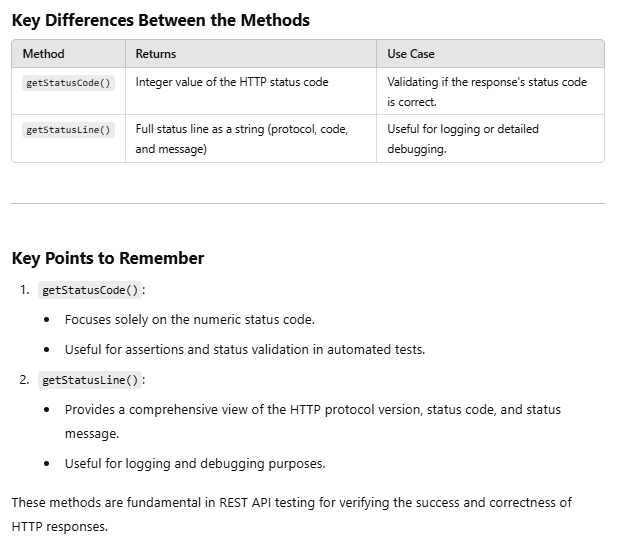 Key Differences Between the Methods
Method Returns Use Case
getStatusCode() Integer value of the HTTP status code Validating if the response's status code
is correct.
getStatusLine() Full status line as a string (protocol, code, Useful for logging or detailed
and message) debugging.
Key Points to Remember
1. getStatusCode():
• Focuses solely on the numeric status code.
• Useful for assertions and status validation in automated tests.
2. getStatusLine():
• Provides a comprehensive view of the HTTP protocol version, status code, and status
message.
• Useful for logging and debugging purposes.
These methods are fundamental in REST API testing for verifying the success and correctness of
HTTP responses.